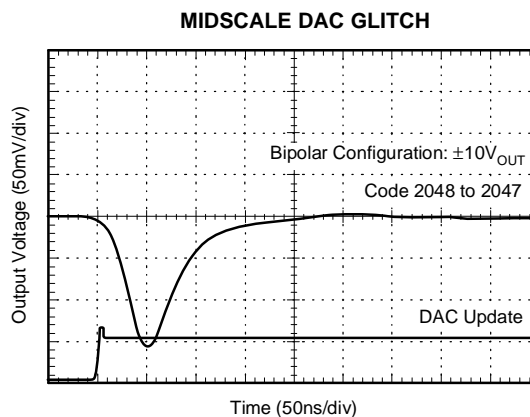 MIDSCALE DAC GLITCH
Output Voltage (50mV/div)
Bipolar Configuration: ±10VOUT
Code 2048 to 2047
DAC Update
Time (50ns/div)